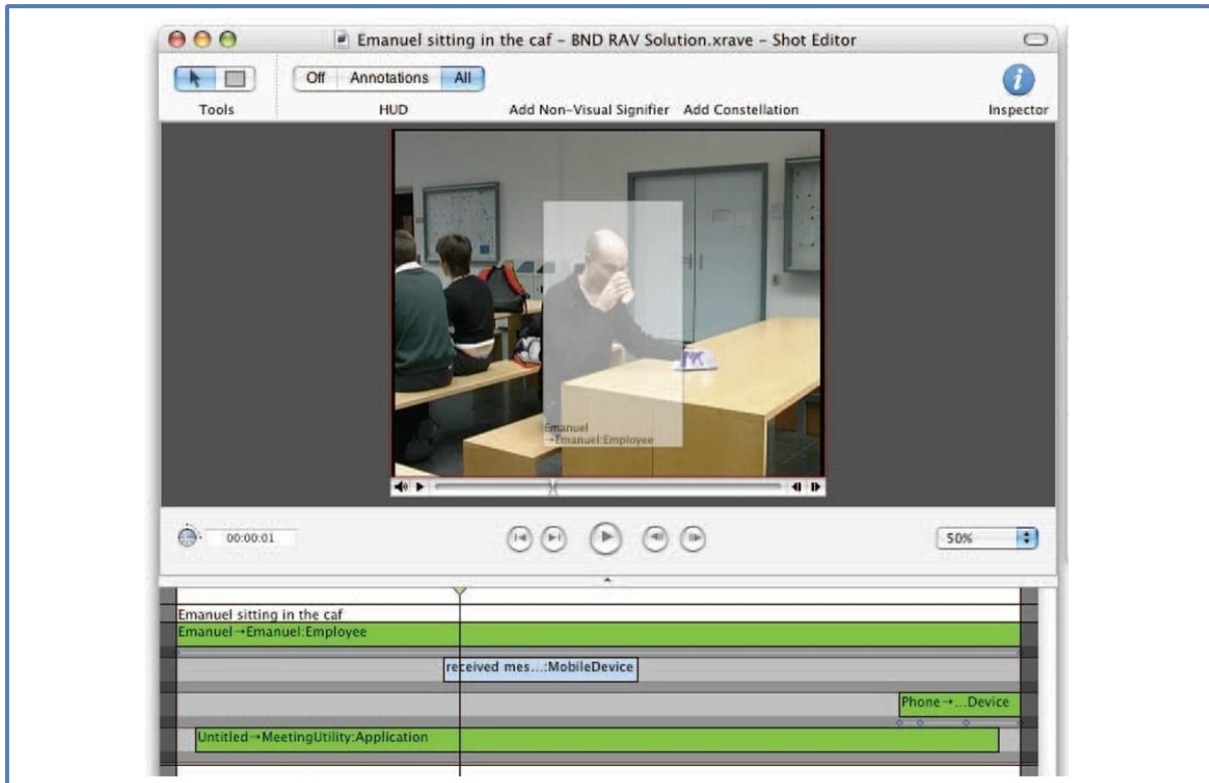 Emanuel sitting in the caf – BND RAV Solution.xrave – Shot Editor
Off Annotations All
Tools HUD Add Non-Visual Signifier Add Constellation Inspector
Emanuel
→Emanuel:Employee
00:00:01
50%
Emanuel sitting in the caf
Emanuel→Emanuel:Employee
received mes...:MobileDevice
Phone→...Device
Untitled→MeetingUtility:Application